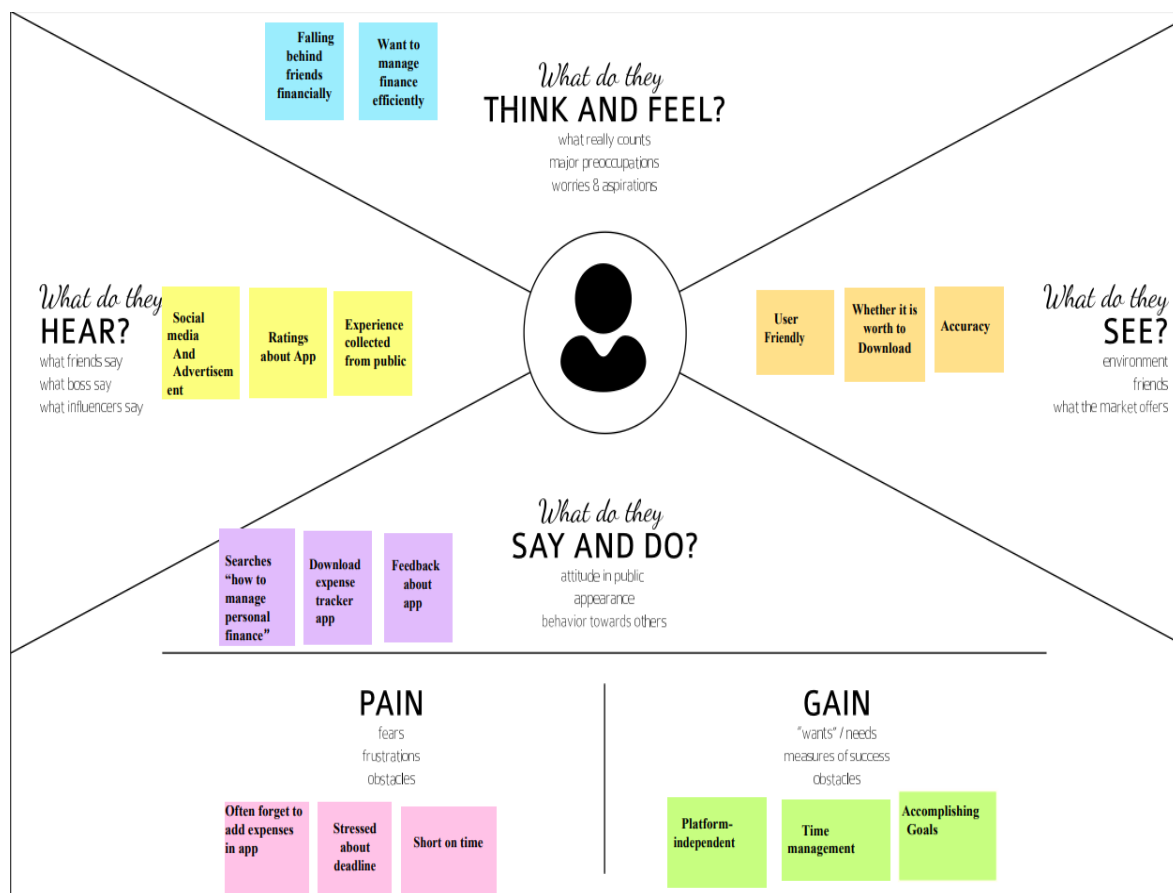 Falling
behind
friends
financially
Want to
manage
finance
efficiently
What do they
THINK AND FEEL?
what really counts
major preoccupations
worries & aspirations
What do they
HEAR?
what friends say
what boss say
what influencers say
Social
media
And
Advertisem
ent
Ratings
about App
Experience
collected
from public
User
Friendly
Whether it is
worth to
Download
Accuracy
What do they
SEE?
environment
friends
what the market offers
What do they
SAY AND DO?
attitude in public
appearance
behavior towards others
Searches
“how to
manage
personal
finance”
Download
expense
tracker
app
Feedback
about
app
PAIN
fears
frustrations
obstacles
Often forget to
add expenses
in app
Stressed
about
deadline
Short on time
GAIN
“wants” / needs
measures of success
obstacles
Platform-
independent
Time
management
Accomplishing
Goals